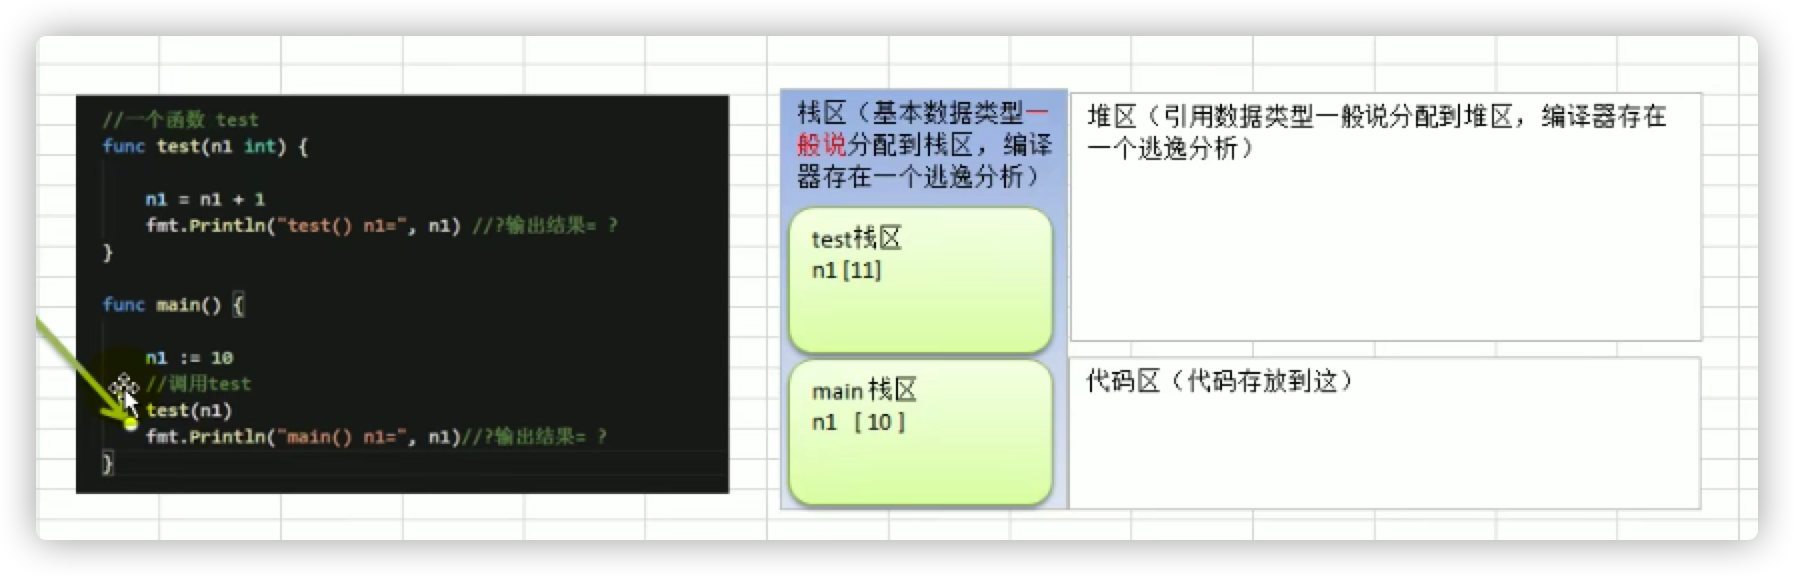 //一个函数 test
func test(n1 int) {
n1 = n1 + 1
fmt.Println("test() n1=", n1) //?输出结果= ?
}
func main() {
n1 := 10
//调用test
test(n1)
fmt.Println("main() n1=", n1)//?输出结果= ?
}
栈区（基本数据类型一
般说分配到栈区，编译
器存在一个逃逸分析）
test栈区
n1 [11]
main 栈区
n1 [ 10 ]
堆区（引用数据类型一般说分配到堆区，编译器存在
一个逃逸分析）
代码区（代码存放到这）